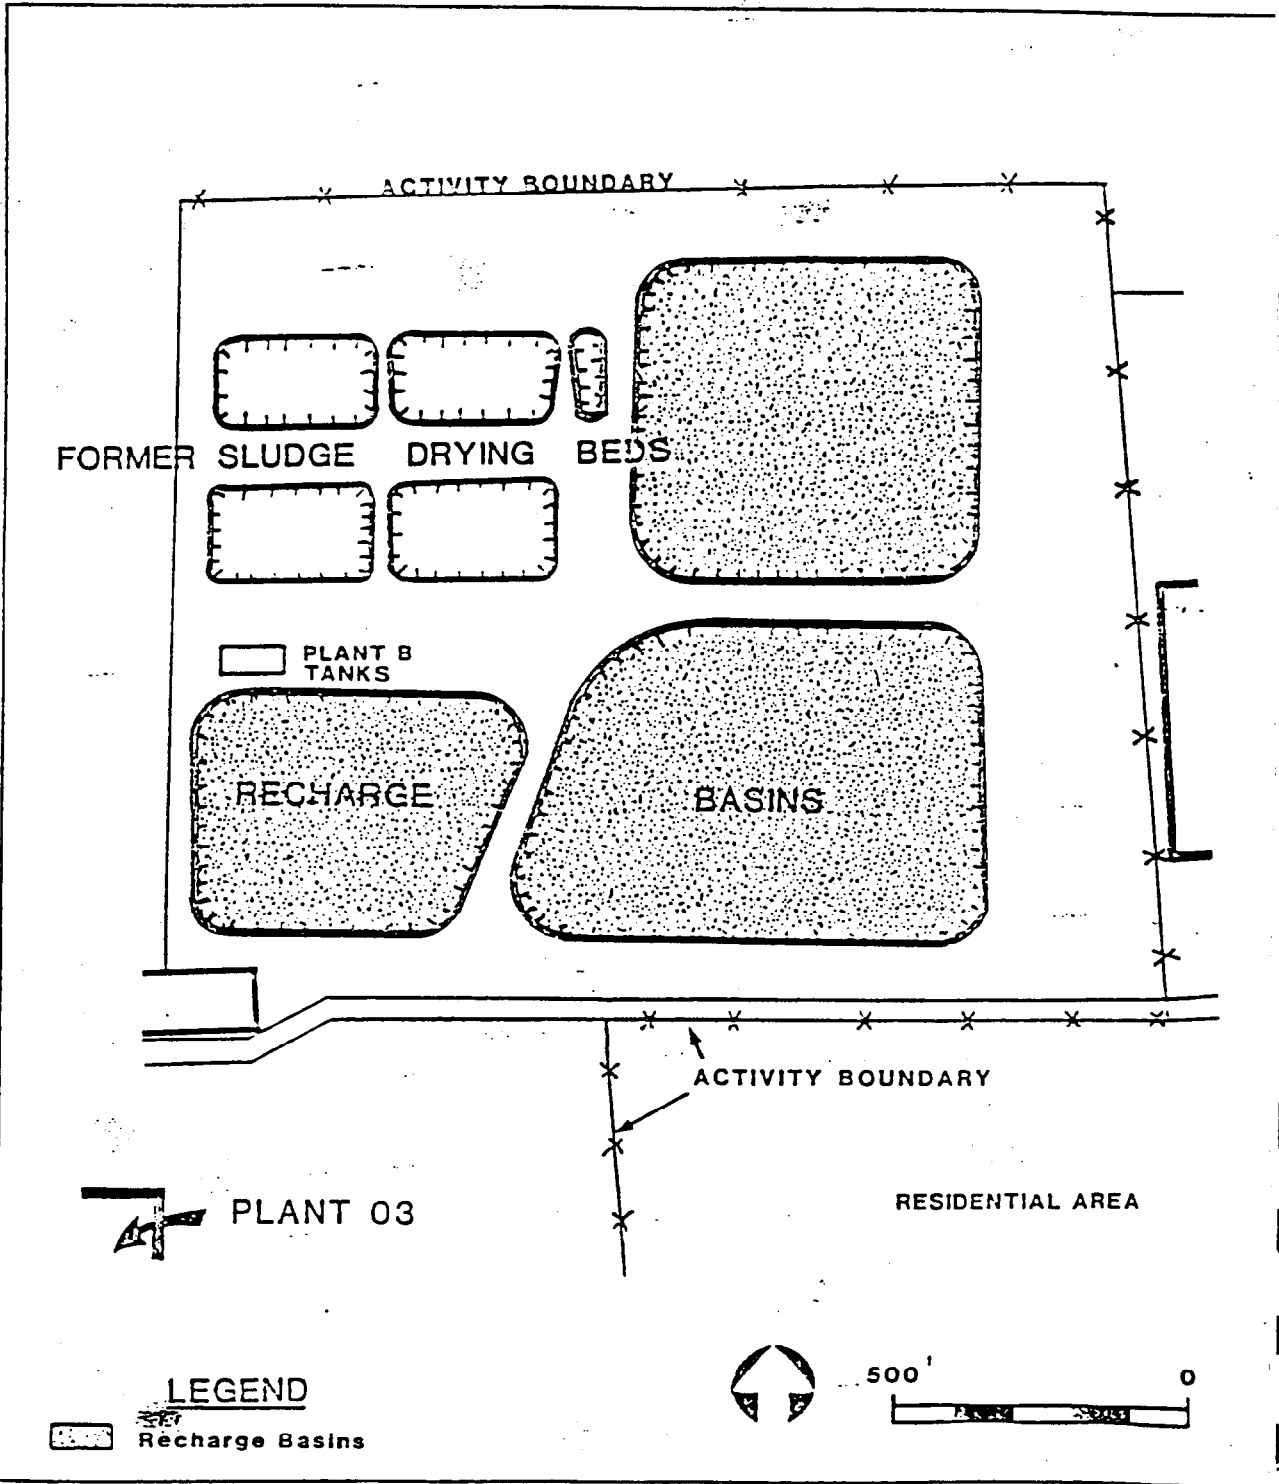 ACTIVITY BOUNDARY
FORMER SLUDGE DRYING BEDS
PLANT B
TANKS
RECHARGE BASINS
ACTIVITY BOUNDARY
RESIDENTIAL AREA
PLANT 03
500' 0
LEGEND
Recharge Basins